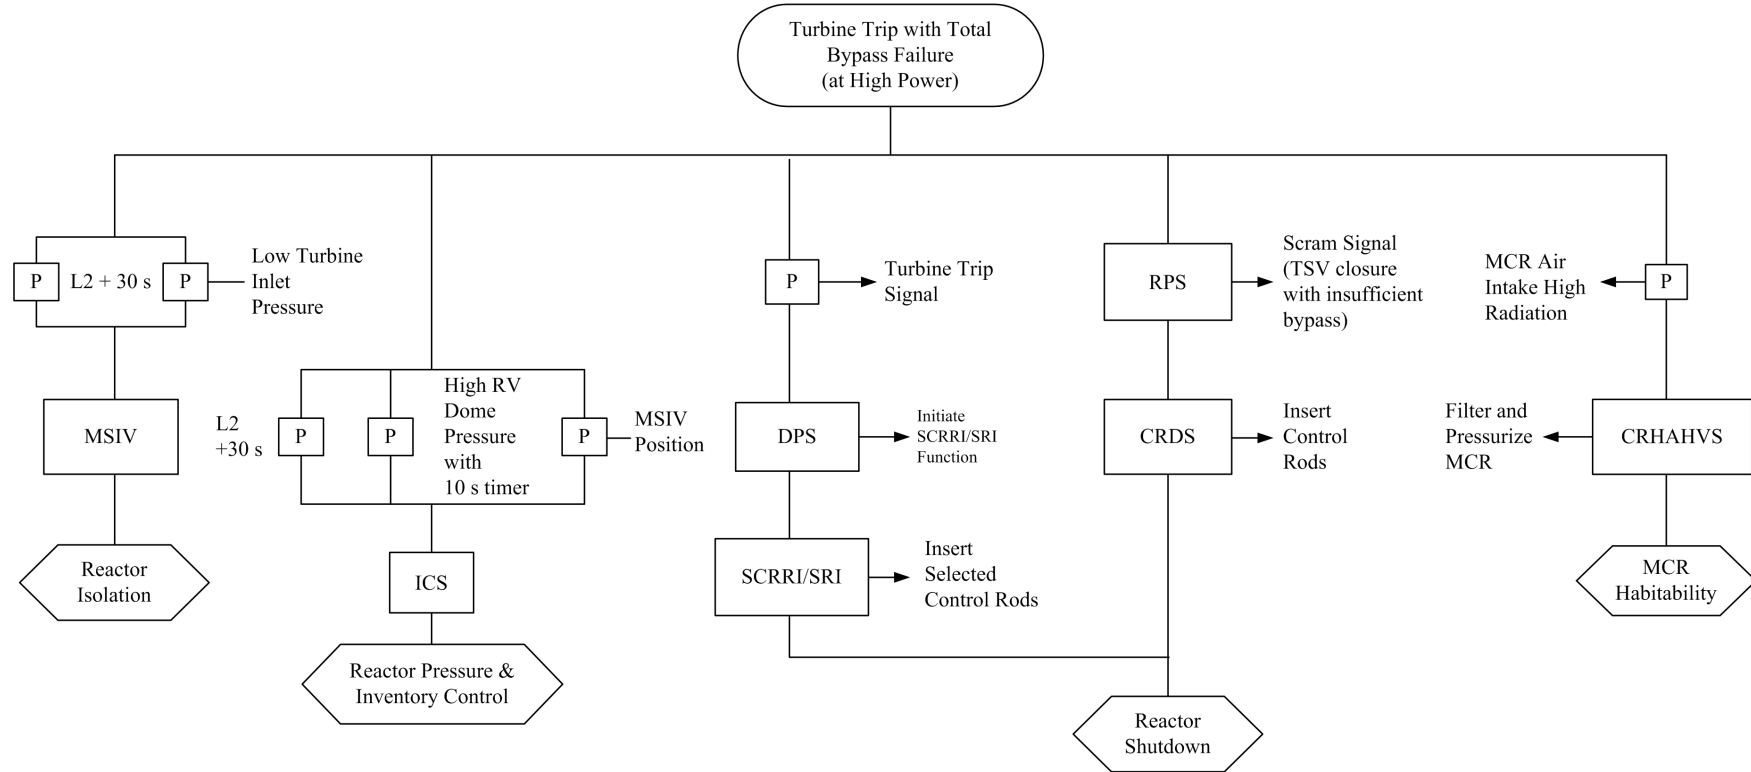 Turbine Trip with Total
Bypass Failure
(at High Power)
P
L2 + 30 s
P
Low Turbine
Inlet
Pressure
MSIV
Reactor
Isolation
L2
+30 s
P
P
High RV
Dome
Pressure
with
10 s timer
P
MSIV
Position
ICS
Reactor Pressure &
Inventory Control
P
Turbine Trip
Signal
DPS
Initiate
SCRRI/SRI
Function
SCRRI/SRI
Insert
Selected
Control Rods
RPS
Scram Signal
(TSV closure
with insufficient
bypass)
CRDS
Insert
Control
Rods
Reactor
Shutdown
MCR Air
Intake High
Radiation
P
Filter and
Pressurize
MCR
CRHAHVS
MCR
Habitability